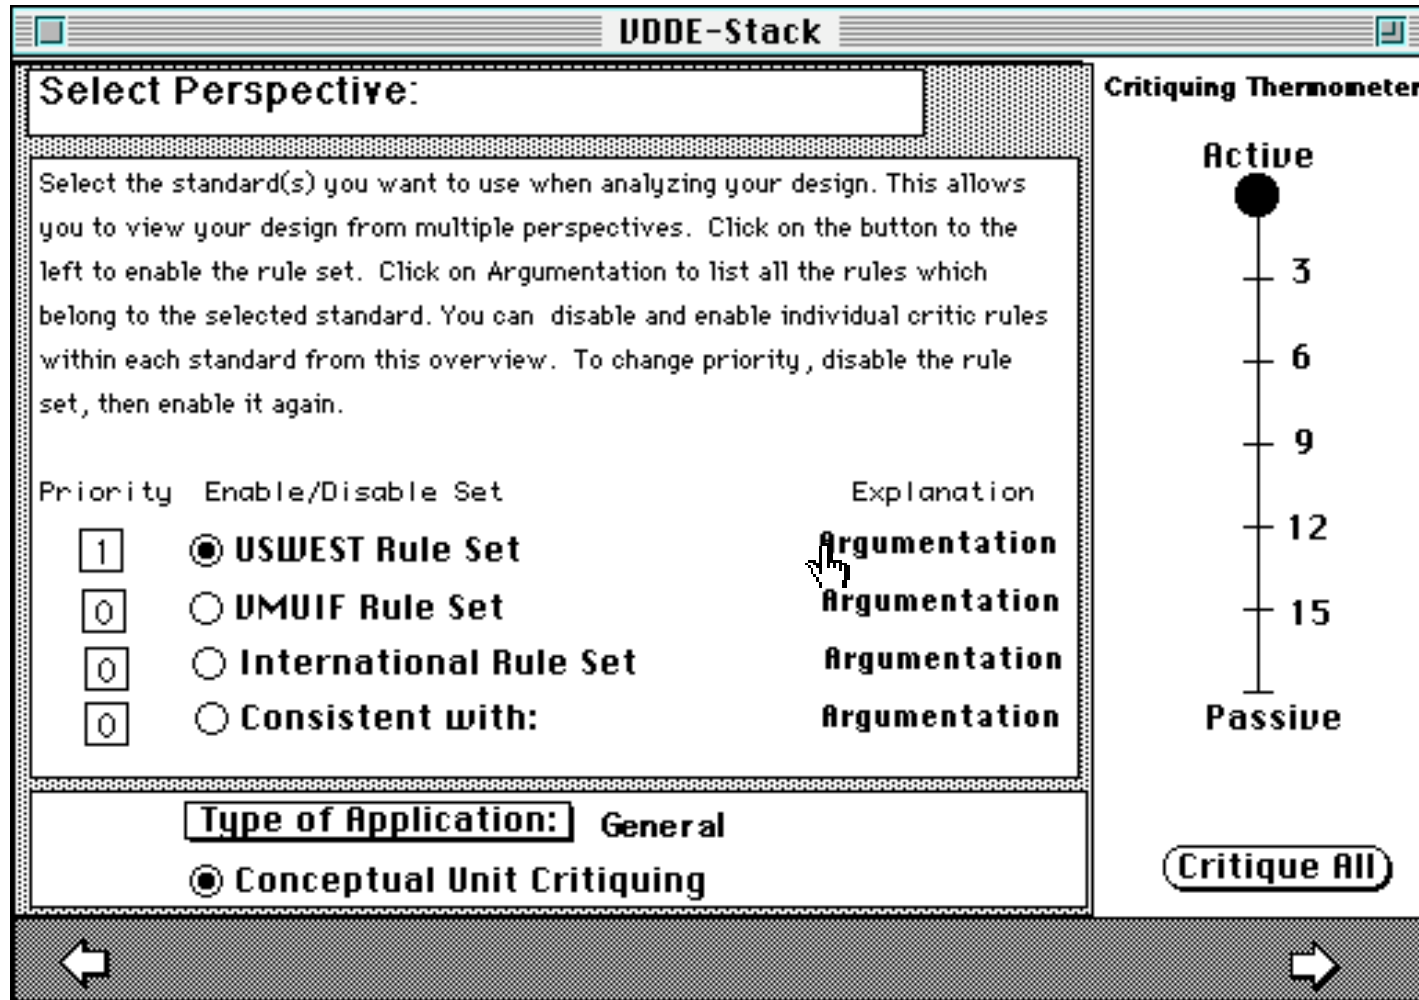 VDDE-Stack
Select Perspective:
Select the standard(s) you want to use when analyzing your design. This allows
you to view your design from multiple perspectives. Click on the button to the
left to enable the rule set. Click on Argumentation to list all the rules which
belong to the selected standard. You can disable and enable individual critic rules
within each standard from this overview. To change priority, disable the rule
set, then enable it again.
Priority Enable/Disable Set Explanation
1 USWEST Rule Set Argumentation
0 VMUIF Rule Set Argumentation
0 International Rule Set Argumentation
0 Consistent with: Argumentation
Type of Application: General
Conceptual Unit Critiquing
Critiquing Thermometer
Active
3
6
9
12
15
Passive
Critique All